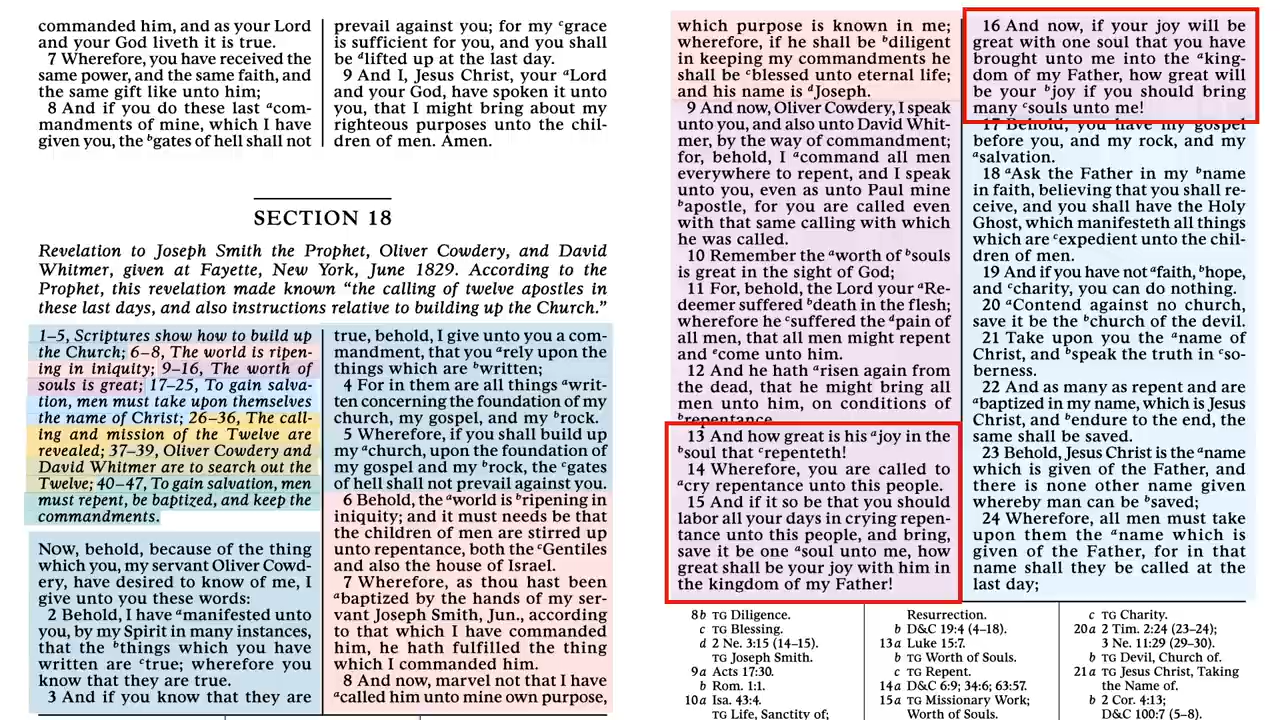 commanded him, and as your Lord
and your God liveth it is true.
7 Wherefore, you have received the
same power, and the same faith, and
the same gift like unto him;
8 And if you do these last ᵃcom-
mandments of mine, which I have
given you, the ᵇgates of hell shall not
prevail against you; for my ᶜgrace
is sufficient for you, and you shall
be ᵈlifted up at the last day.
9 And I, Jesus Christ, your ᵃLord
and your God, have spoken it unto
you, that I might bring about my
righteous purposes unto the chil-
dren of men. Amen.
SECTION 18
Revelation to Joseph Smith the Prophet, Oliver Cowdery, and David
Whitmer, given at Fayette, New York, June 1829. According to the
Prophet, this revelation made known “the calling of twelve apostles in
these last days, and also instructions relative to building up the Church.”
1–5, Scriptures show how to build up
the Church; 6–8, The world is ripen-
ing in iniquity; 9–16, The worth of
souls is great; 17–25, To gain salva-
tion, men must take upon themselves
the name of Christ; 26–36, The call-
ing and mission of the Twelve are
revealed; 37–39, Oliver Cowdery and
David Whitmer are to search out the
Twelve; 40–47, To gain salvation, men
must repent, be baptized, and keep the
commandments.
Now, behold, because of the thing
which you, my servant Oliver Cowd-
ery, have desired to know of me, I
give unto you these words:
2 Behold, I have ᵃmanifested unto
you, by my Spirit in many instances,
that the ᵇthings which you have
written are ᶜtrue; wherefore you
know that they are true.
3 And if you know that they are
true, behold, I give unto you a com-
mandment, that you ᵃrely upon the
things which are ᵇwritten;
4 For in them are all things ᵃwrit-
ten concerning the foundation of my
church, my gospel, and my ᵇrock.
5 Wherefore, if you shall build up
my ᵃchurch, upon the foundation of
my gospel and my ᵇrock, the ᶜgates
of hell shall not prevail against you.
6 Behold, the ᵃworld is ᵇripening in
iniquity; and it must needs be that
the children of men are stirred up
unto repentance, both the ᶜGentiles
and also the house of Israel.
7 Wherefore, as thou hast been
ᵃbaptized by the hands of my ser-
vant Joseph Smith, Jun., according
to that which I have commanded
him, he hath fulfilled the thing
which I commanded him.
8 And now, marvel not that I have
ᵃcalled him unto mine own purpose,
which purpose is known in me;
wherefore, if he shall be ᵇdiligent
in keeping my commandments he
shall be ᶜblessed unto eternal life;
and his name is ᵈJoseph.
9 And now, Oliver Cowdery, I speak
unto you, and also unto David Whit-
mer, by the way of commandment;
for, behold, I ᵃcommand all men
everywhere to repent, and I speak
unto you, even as unto Paul mine
ᵇapostle, for you are called even
with that same calling with which
he was called.
10 Remember the ᵃworth of ᵇsouls
is great in the sight of God;
11 For, behold, the Lord your ᵃRe-
deemer suffered ᵇdeath in the flesh;
wherefore he ᶜsuffered the ᵈpain of
all men, that all men might repent
and ᵉcome unto him.
12 And he hath ᵃrisen again from
the dead, that he might bring all
men unto him, on conditions of
ᵇrepentance.
13 And how great is his ᵃjoy in the
ᵇsoul that ᶜrepenteth!
14 Wherefore, you are called to
ᵃcry repentance unto this people.
15 And if it so be that you should
labor all your days in crying repen-
tance unto this people, and bring,
save it be one ᵃsoul unto me, how
great shall be your joy with him in
the kingdom of my Father!
16 And now, if your joy will be
great with one soul that you have
brought unto me into the ᵃking-
dom of my Father, how great will
be your ᵇjoy if you should bring
many ᶜsouls unto me!
17 Behold, you have my gospel
before you, and my rock, and my
ᵃsalvation.
18 ᵃAsk the Father in my ᵇname
in faith, believing that you shall re-
ceive, and you shall have the Holy
Ghost, which manifesteth all things
which are ᶜexpedient unto the chil-
dren of men.
19 And if you have not ᵃfaith, ᵇhope,
and ᶜcharity, you can do nothing.
20 ᵃContend against no church,
save it be the ᵇchurch of the devil.
21 Take upon you the ᵃname of
Christ, and ᵇspeak the truth in ᶜso-
berness.
22 And as many as repent and are
ᵃbaptized in my name, which is Jesus
Christ, and ᵇendure to the end, the
same shall be saved.
23 Behold, Jesus Christ is the ᵃname
which is given of the Father, and
there is none other name given
whereby man can be ᵇsaved;
24 Wherefore, all men must take
upon them the ᵃname which is
given of the Father, for in that
name shall they be called at the
last day;
8b TG Diligence.
c TG Blessing.
d 2 Ne. 3:15 (14–15).
TG Joseph Smith.
9a Acts 17:30.
b Rom. 1:1.
10a Isa. 43:4.
TG Life, Sanctity of;
Resurrection.
b D&C 19:4 (4–18).
13a Luke 15:7.
b TG Worth of Souls.
c TG Repent.
14a D&C 6:9; 34:6; 63:57.
15a TG Missionary Work;
Worth of Souls.
c TG Charity.
20a 2 Tim. 2:24 (23–24);
3 Ne. 11:29 (29–30).
b TG Devil, Church of.
21a TG Jesus Christ, Taking
the Name of.
b 2 Cor. 4:13;
D&C 100:7 (5–8).